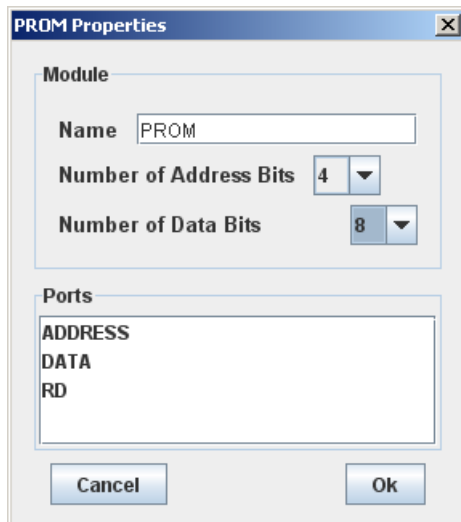 PROM Properties
Module
Name PROM
Number of Address Bits 4
Number of Data Bits 8
Ports
ADDRESS
DATA
RD
Cancel Ok